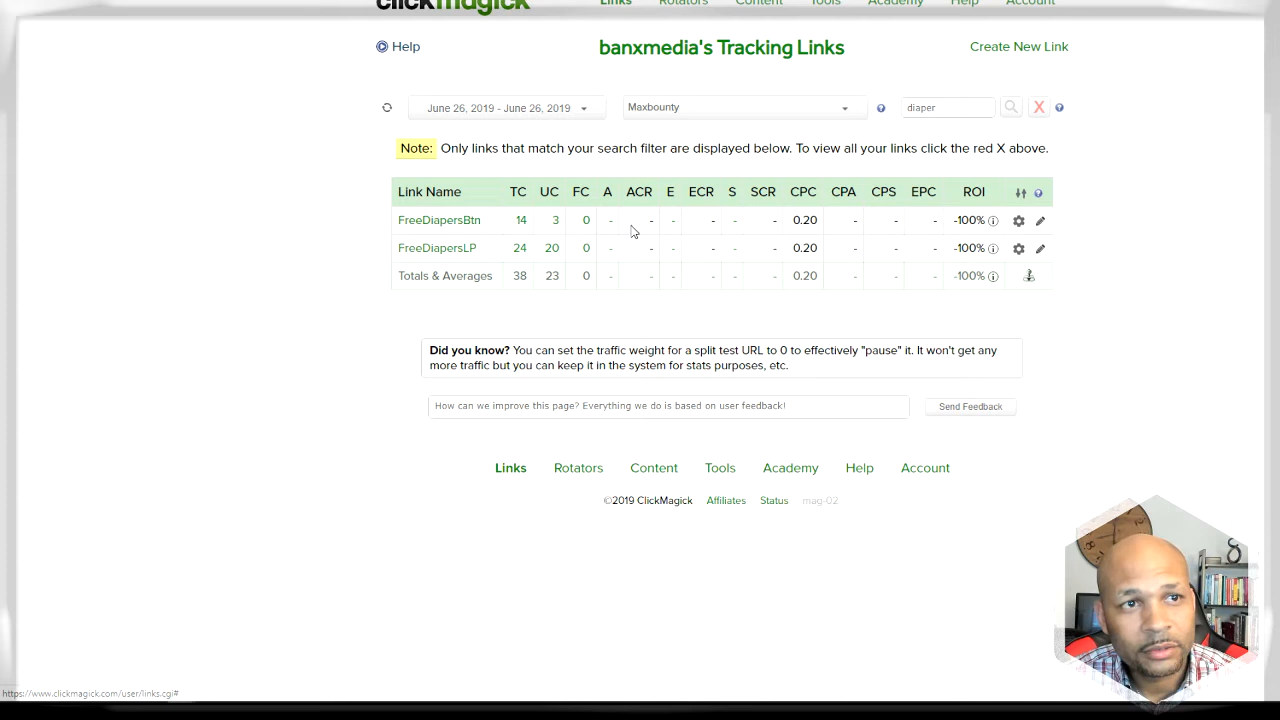 clickmagick
Links Rotators Content Tools Academy Help Account
Help
banxmedia's Tracking Links
Create New Link
June 26, 2019 - June 26, 2019
Maxbounty
diaper
X
Note: Only links that match your search filter are displayed below. To view all your links click the red X above.
Link Name TC UC FC A ACR E ECR S SCR CPC CPA CPS EPC ROI
FreeDiapersBtn 14 3 0 - - - - - - 0.20 - - - -100%
FreeDiapersLP 24 20 0 - - - - - - 0.20 - - - -100%
Totals & Averages 38 23 0 - - - - - - 0.20 - - - -100%
Did you know? You can set the traffic weight for a split test URL to 0 to effectively "pause" it. It won't get any
more traffic but you can keep it in the system for stats purposes, etc.
How can we improve this page? Everything we do is based on user feedback!
Send Feedback
Links Rotators Content Tools Academy Help Account
©2019 ClickMagick Affiliates Status mag-02
https://www.clickmagick.com/user/links.cgi#